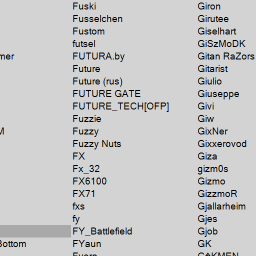 Fuski
Fusselchen
Fustom
futsel
FUTURA.by
Future
Future (rus)
FUTURE GATE
FUTURE_TECH[OFP]
Fuzzie
Fuzzy
Fuzzy Nuts
FX
Fx_32
FX6100
FX71
fxs
fy
FY_Battlefield
FYaun
Giron
Girutee
Giselhart
GiSzMoDK
Gitan RaZors
Gitarist
Giulio
Giuseppe
Givi
Giw
GixNer
Gixxerovod
Giza
gizm0s
Gizmo
GizzmoR
Gjallarheim
Gjes
Gjob
GK
mer
M
Bottom